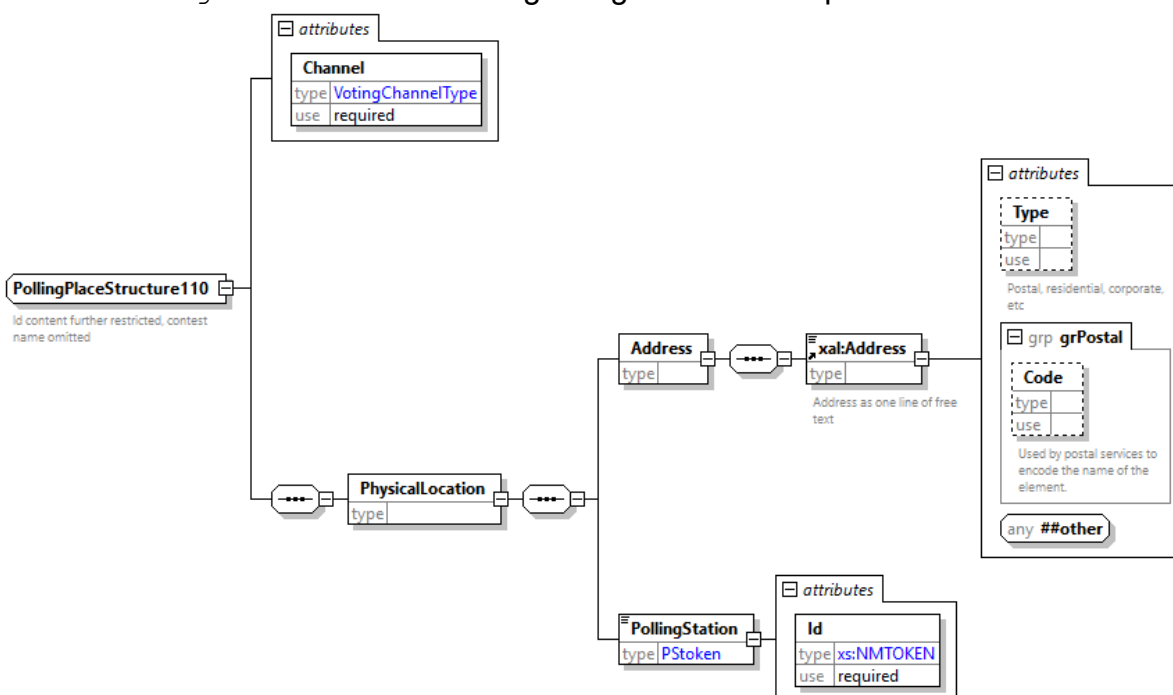 attributes
Channel
type VotingChannelType
use required
attributes
Type
type
use
Postal, residential, corporate,
etc
PollingPlaceStructure110
Id content further restricted, contest
name omitted
grp grPostal
Address
type
xal:Address
type
Address as one line of free
text
Code
type
use
Used by postal services to
encode the name of the
element.
PhysicalLocation
type
any ##other
attributes
PollingStation
type PStoken
Id
type xs:NMTOKEN
use required